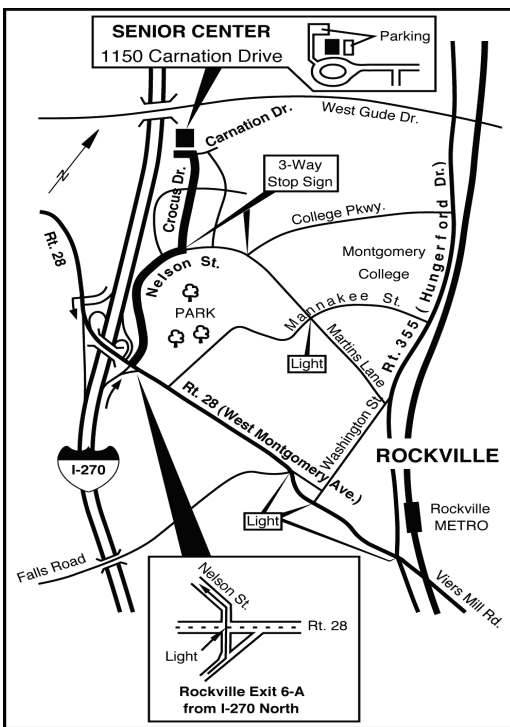 SENIOR CENTER
1150 Carnation Drive
Parking
West Gude Dr.
Carnation Dr.
N
3-Way
Stop Sign
Crocus Dr.
College Pkwy.
Rt. 28
Nelson St.
Montgomery
College
Rt. 355 (Hungerford Dr.)
PARK
Mannakee St.
Martins Lane
Light
Rt. 28 (West Montgomery Ave.)
Washington St.
ROCKVILLE
I-270
Rockville
METRO
Light
Falls Road
Viers Mill Rd.
Nelson St.
Rt. 28
Light
Rockville Exit 6-A
from I-270 North